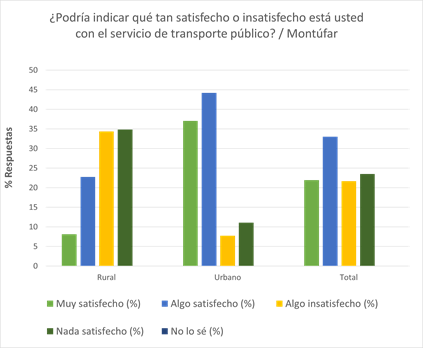 ¿Podría indicar qué tan satisfecho o insatisfecho está usted
con el servicio de transporte público? / Montúfar
% Respuestas
50
45
40
35
30
25
20
15
10
5
0
Rural Urbano Total
Muy satisfecho (%) Algo satisfecho (%) Algo insatisfecho (%)
Nada satisfecho (%) No lo sé (%)